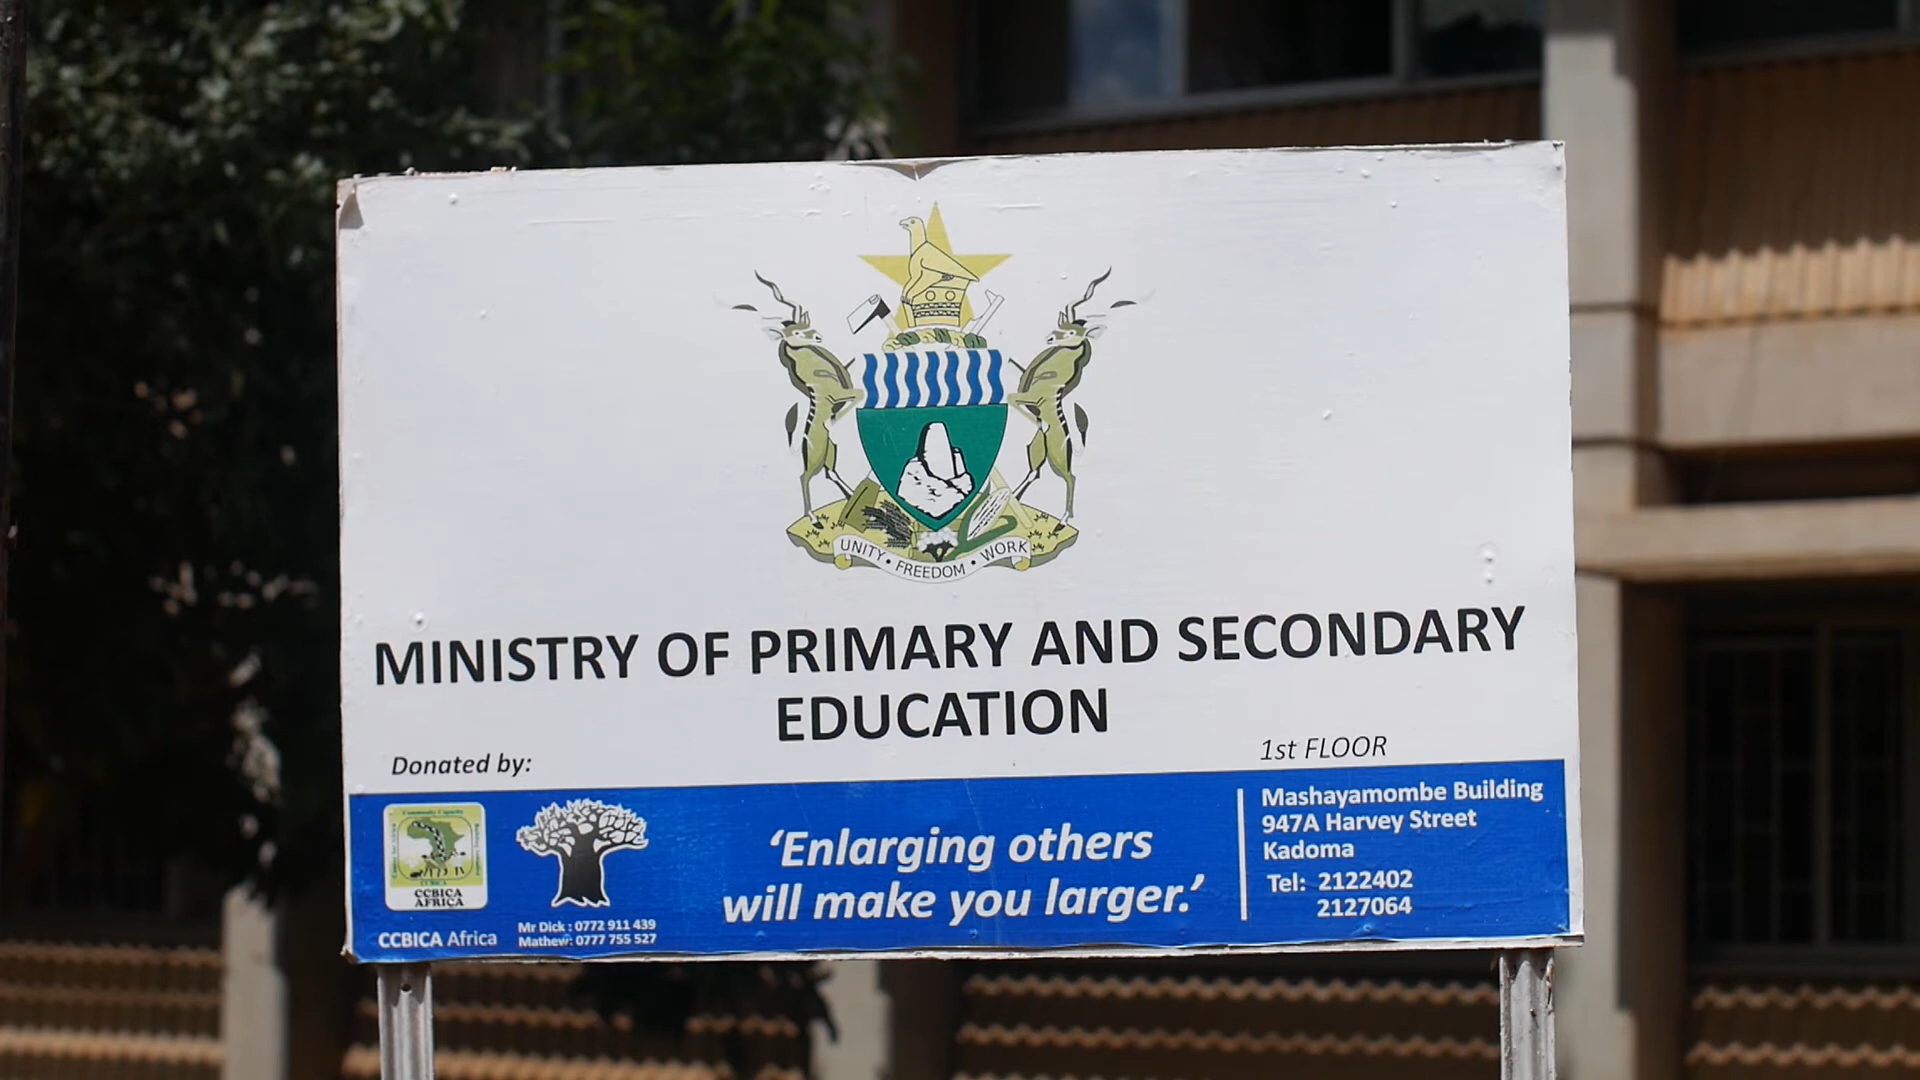 UNITY • FREEDOM • WORK
MINISTRY OF PRIMARY AND SECONDARY
EDUCATION
Donated by:
1st FLOOR
CCBICA
AFRICA
CCBICA Africa
Mr Dick : 0772 911 439
Mathew: 0777 755 527
‘Enlarging others
will make you larger.’
Mashayamombe Building
947A Harvey Street
Kadoma
Tel: 2122402
2127064